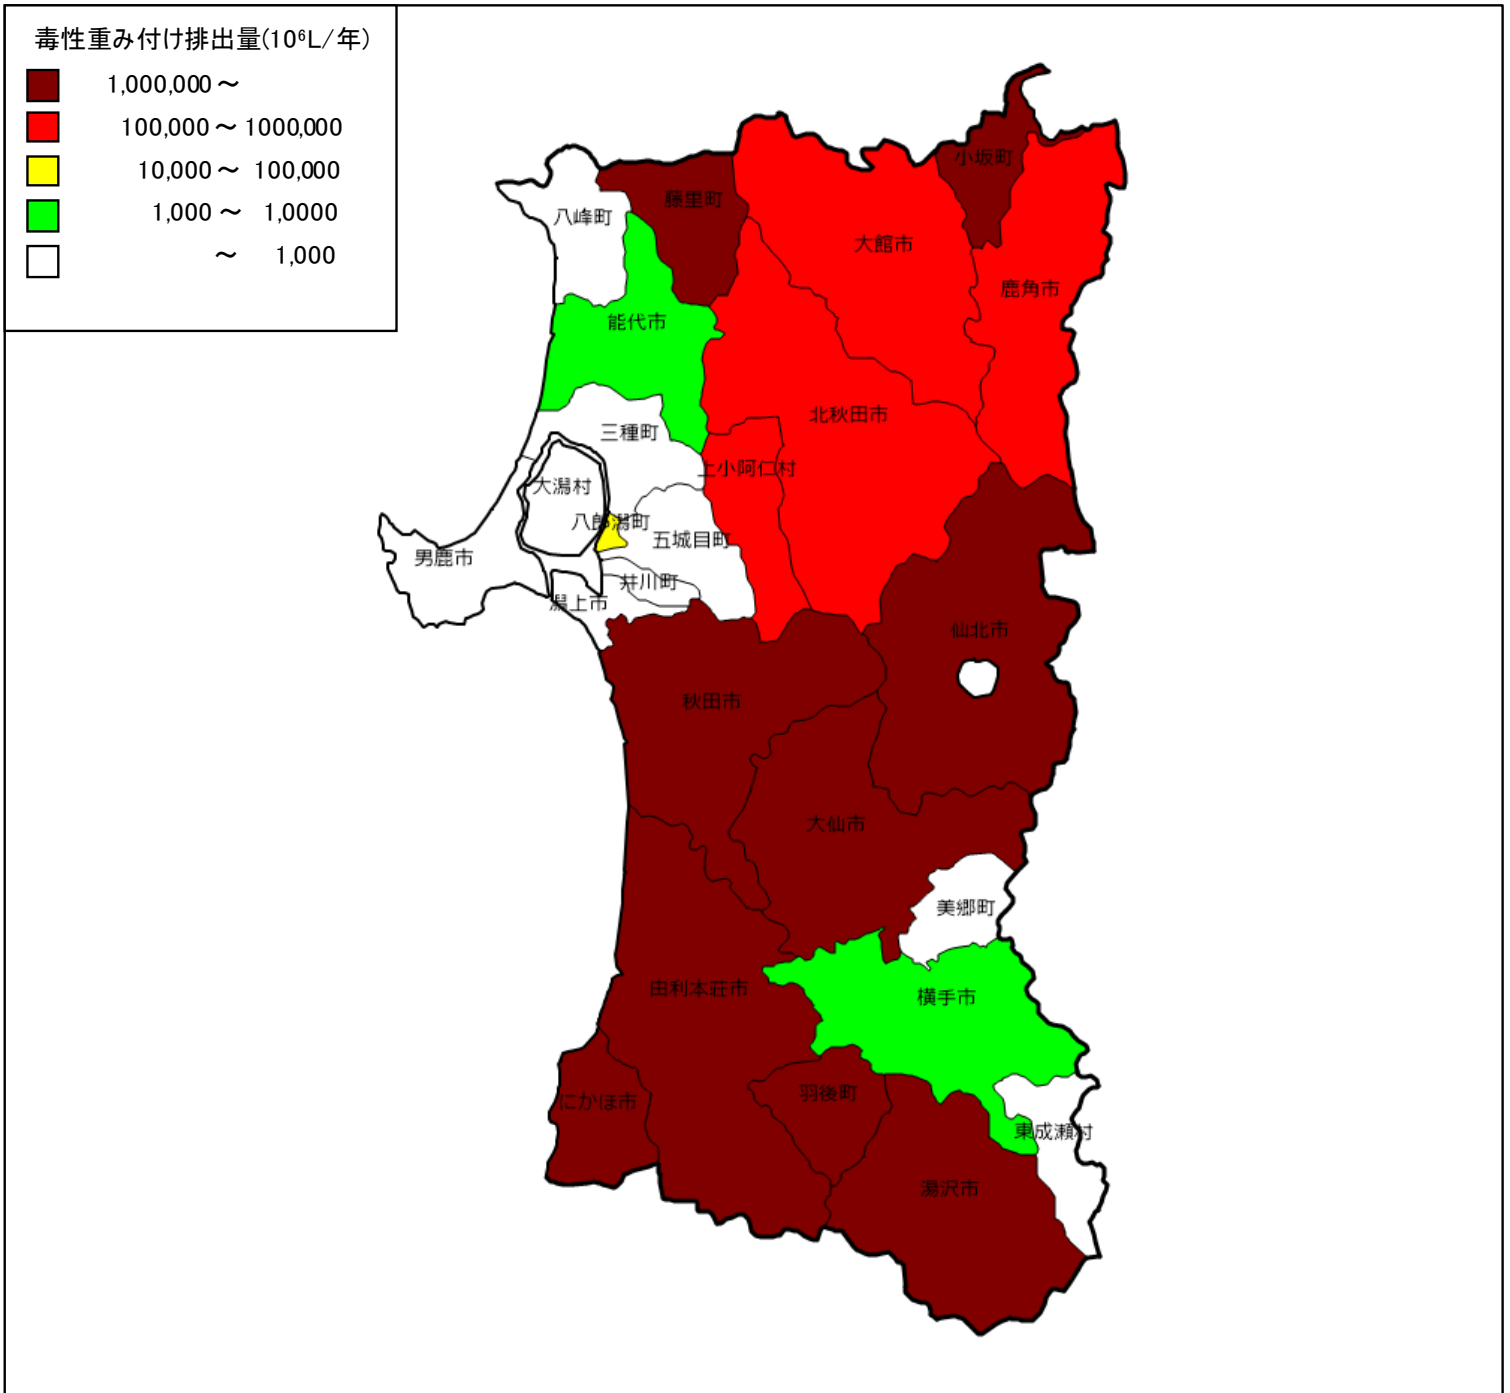 毒性重み付け排出量(10⁶L/年)
1,000,000～
100,000～1000,000
10,000～ 100,000
1,000 ～ 1,0000
～ 1,000
小坂町
藤里町
八峰町
大館市
鹿角市
能代市
北秋田市
三種町
上小阿仁村
大潟村
八郎潟町
五城目町
男鹿市
井川町
潟上市
仙北市
秋田市
大仙市
美郷町
由利本荘市
横手市
羽後町
にかほ市
東成瀬村
湯沢市